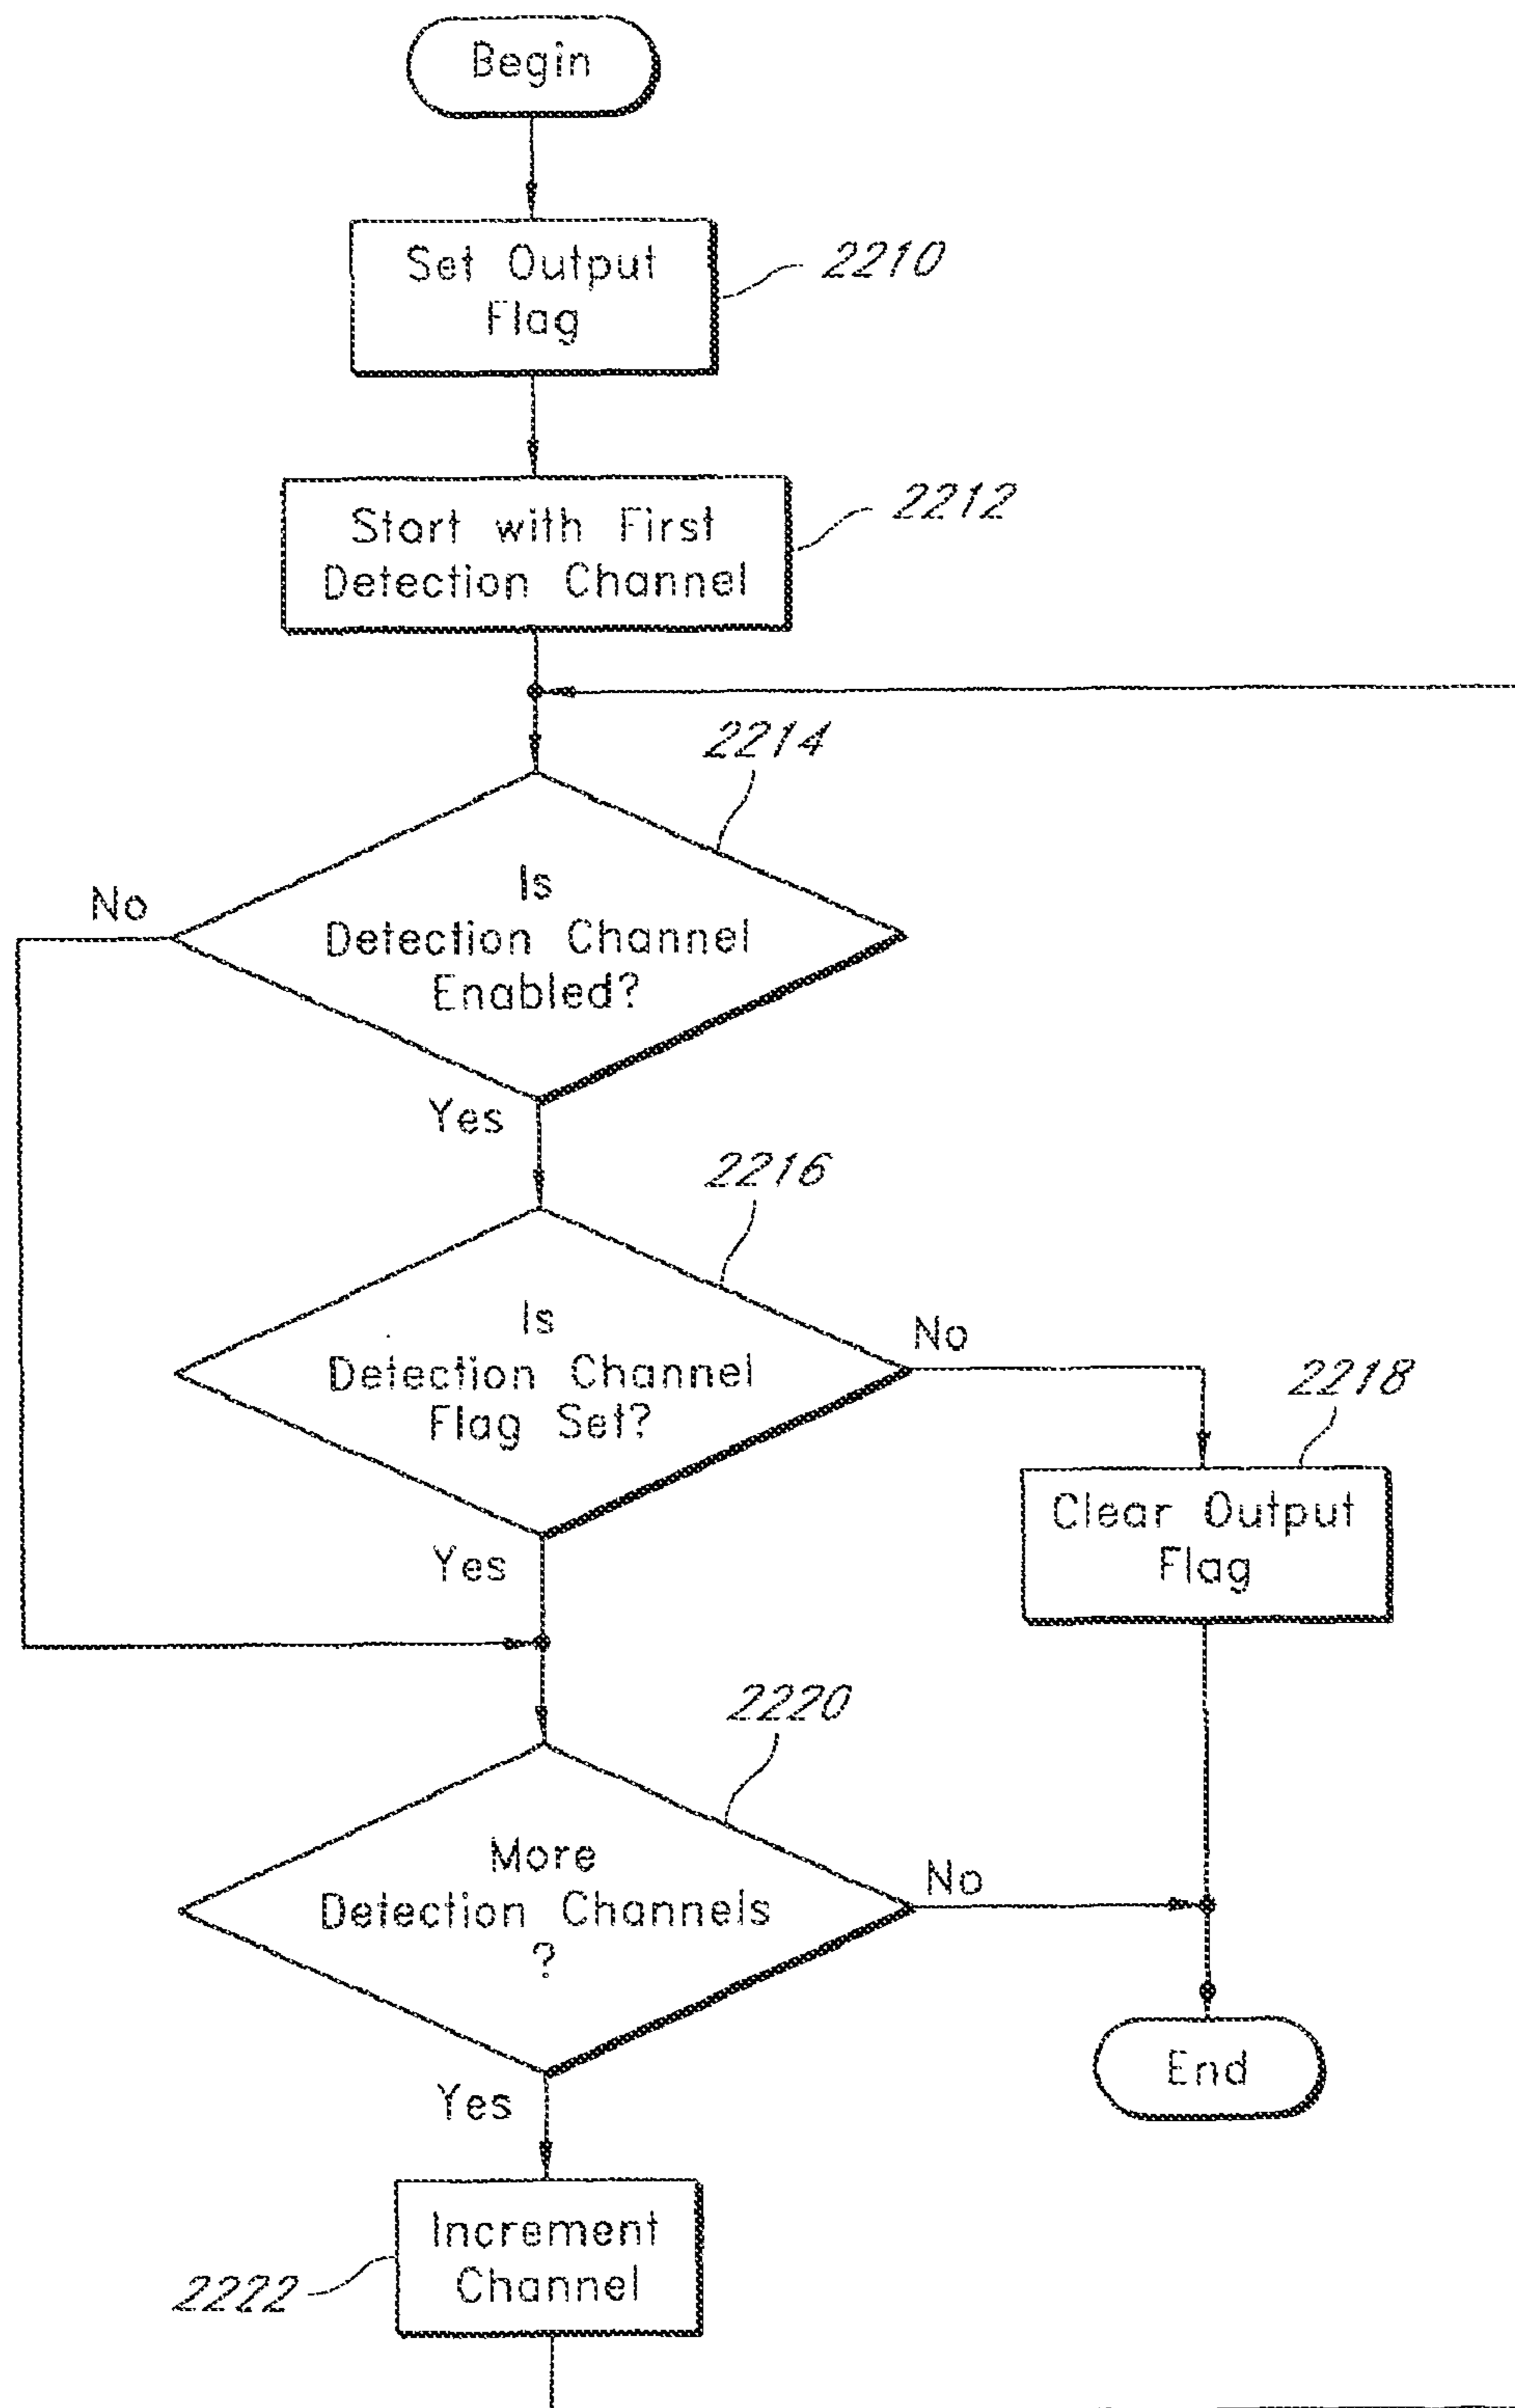 Begin
Set Output
Flag
2210
Start with First
Detection Channel
2212
2214
Is
Detection Channel
Enabled?
No
Yes
2216
Is
Detection Channel
Flag Set?
No
Yes
2218
Clear Output
Flag
2220
More
Detection Channels
?
No
Yes
End
Increment
Channel
2222